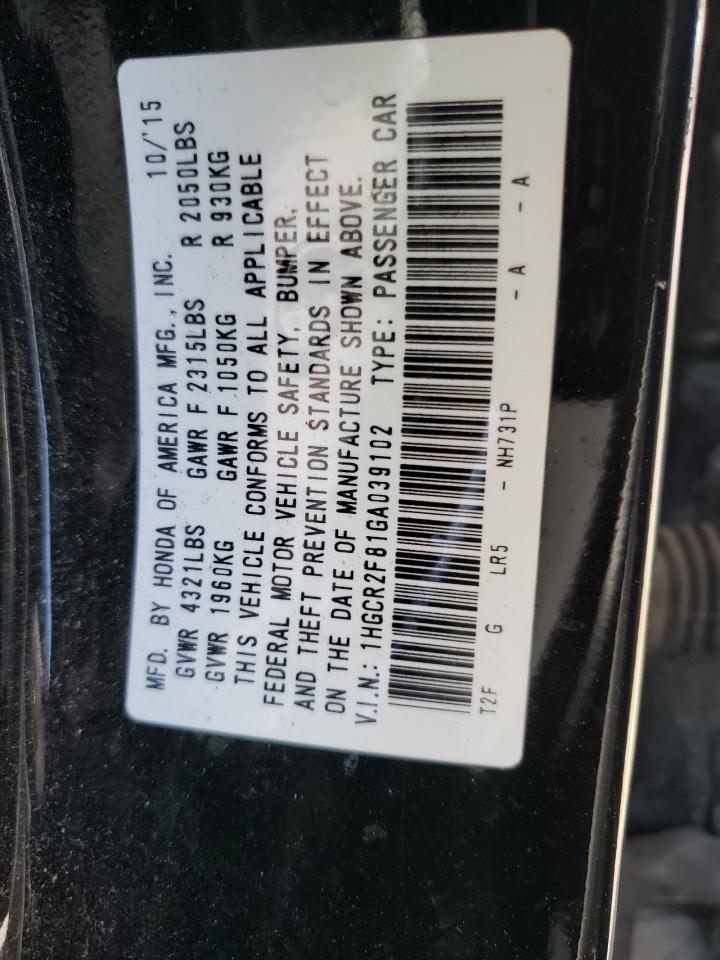 MFD. BY HONDA OF AMERICA MFG., INC. 10/'15
GVWR 4321LBS GAWR F 2315LBS R 2050LBS
GVWR 1960KG GAWR F 1050KG R 930KG
THIS VEHICLE CONFORMS TO ALL APPLICABLE
FEDERAL MOTOR VEHICLE SAFETY, BUMPER,
AND THEFT PREVENTION STANDARDS IN EFFECT
ON THE DATE OF MANUFACTURE SHOWN ABOVE.
V.I.N.: 1HGCR2F81GA039102 TYPE: PASSENGER CAR
T2F G LR5 - NH731P - A - A